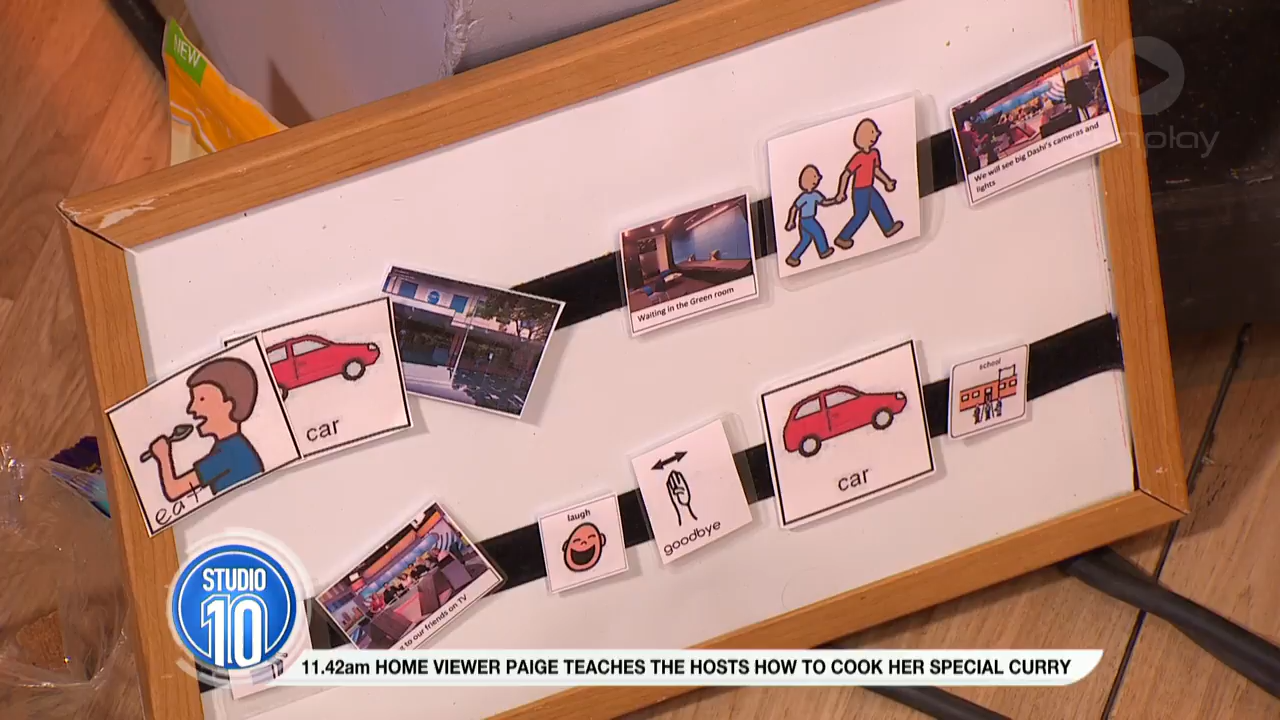 NEW
We will see big Dashi's cameras and
lights
Waiting in the Green room
car
eat
school
car
laugh
goodbye
to our friends on TV
STUDIO
10
11.42am HOME VIEWER PAIGE TEACHES THE HOSTS HOW TO COOK HER SPECIAL CURRY